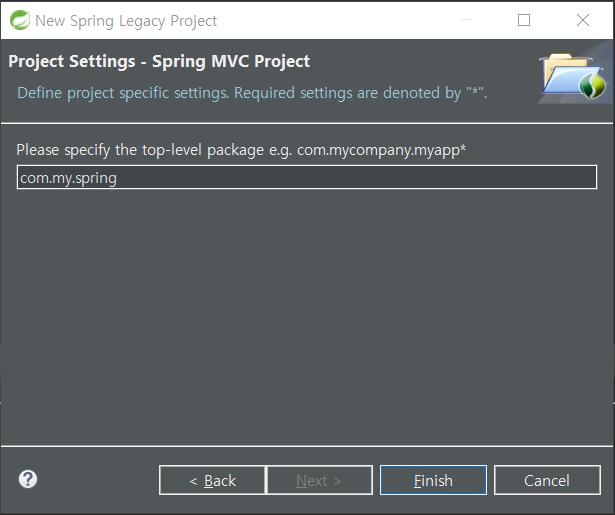 New Spring Legacy Project
Project Settings - Spring MVC Project
Define project specific settings. Required settings are denoted by "*".
Please specify the top-level package e.g. com.mycompany.myapp*
com.my.spring
? < Back Next > Finish Cancel